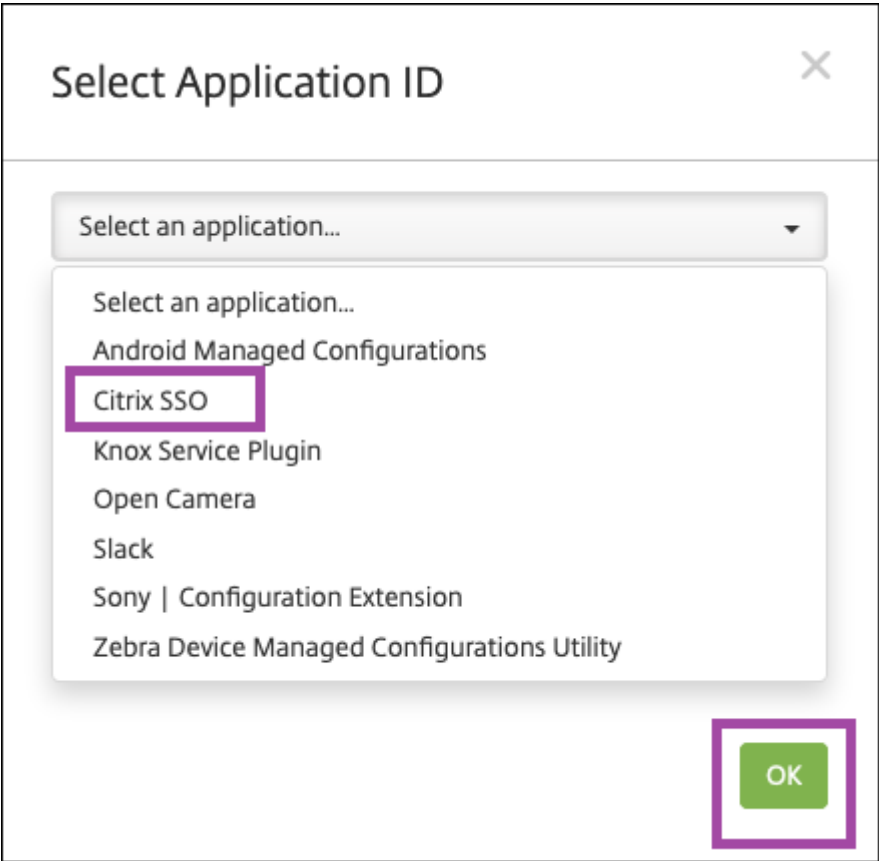 Select Application ID
Select an application...
Select an application...
Android Managed Configurations
Citrix SSO
Knox Service Plugin
Open Camera
Slack
Sony | Configuration Extension
Zebra Device Managed Configurations Utility
OK